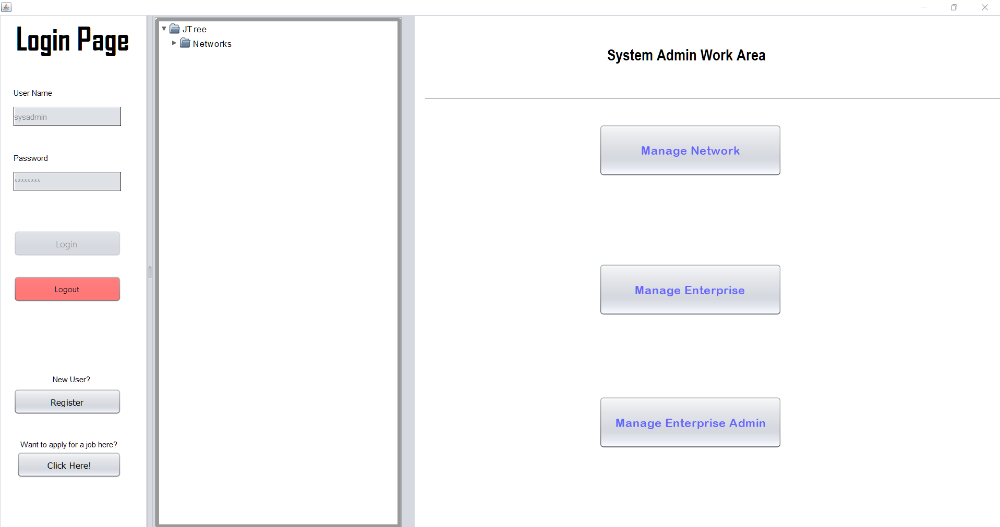 Login Page
User Name
sysadmin
Password
********
Login
Logout
New User?
Register
Want to apply for a job here?
Click Here!
JTree
Networks
System Admin Work Area
Manage Network
Manage Enterprise
Manage Enterprise Admin